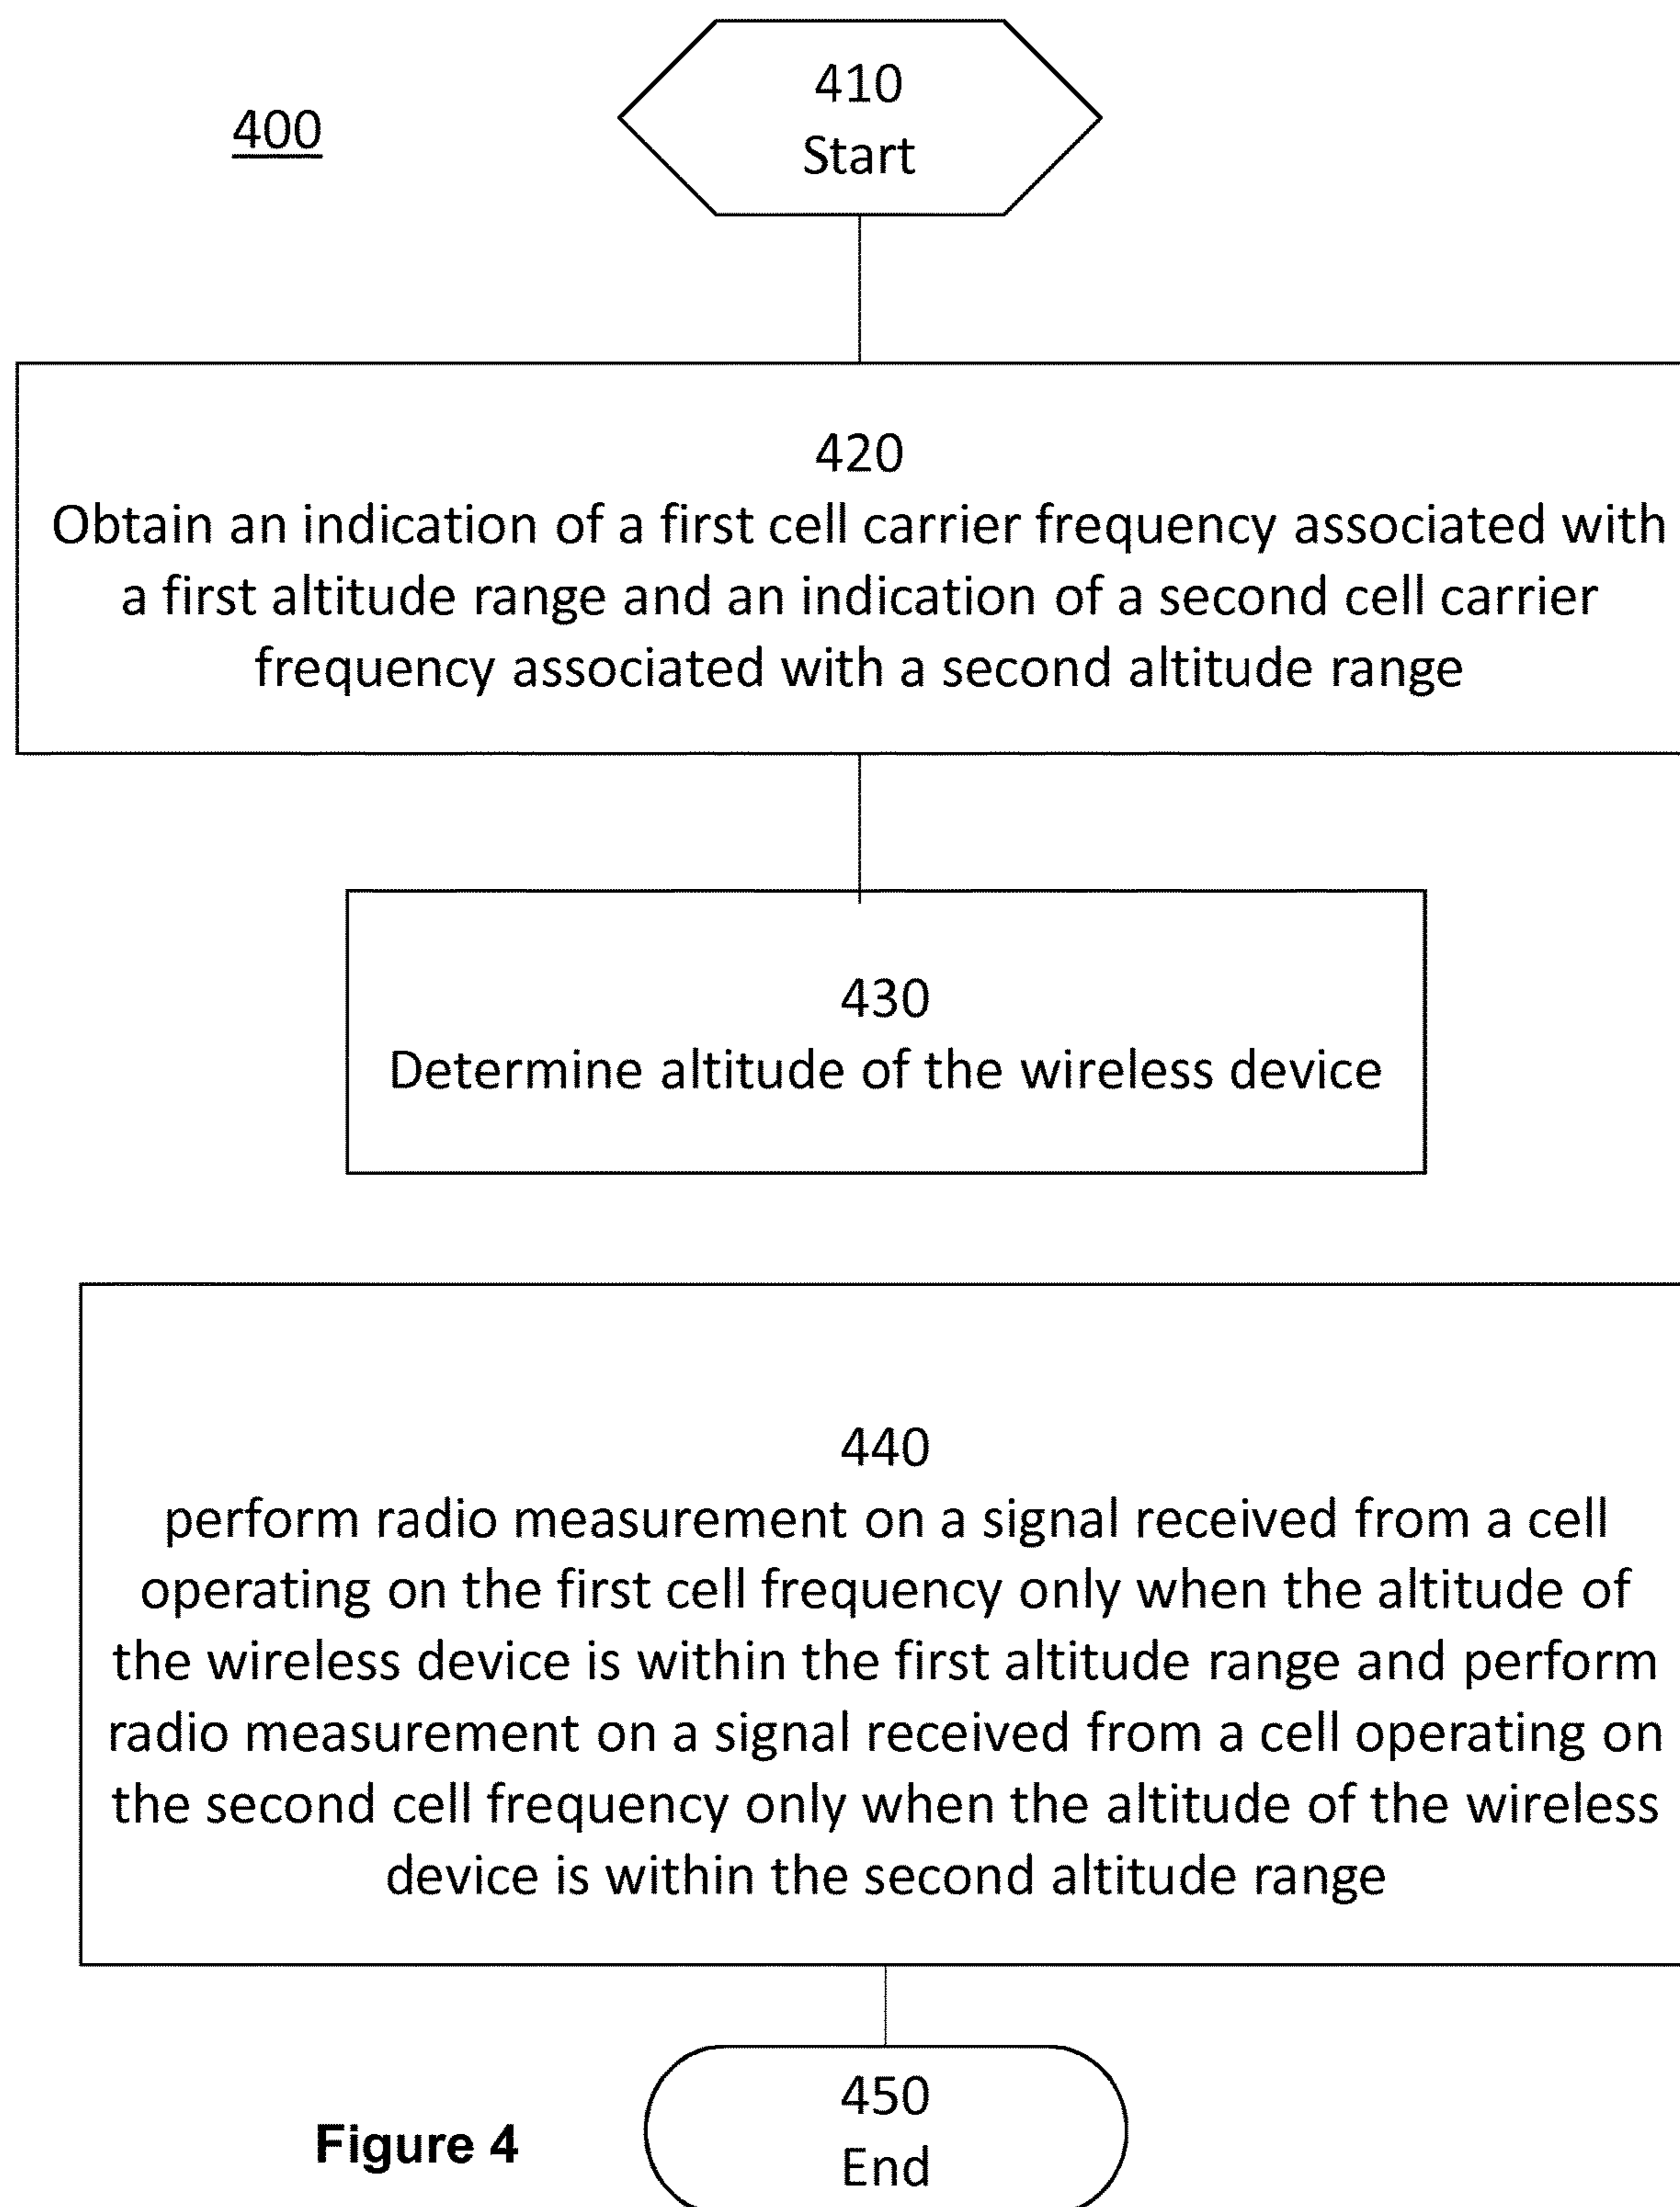 400
410
Start
420
Obtain an indication of a first cell carrier frequency associated with
a first altitude range and an indication of a second cell carrier
frequency associated with a second altitude range
430
Determine altitude of the wireless device
440
perform radio measurement on a signal received from a cell
operating on the first cell frequency only when the altitude of
the wireless device is within the first altitude range and perform
radio measurement on a signal received from a cell operating on
the second cell frequency only when the altitude of the wireless
device is within the second altitude range
450
End
Figure 4